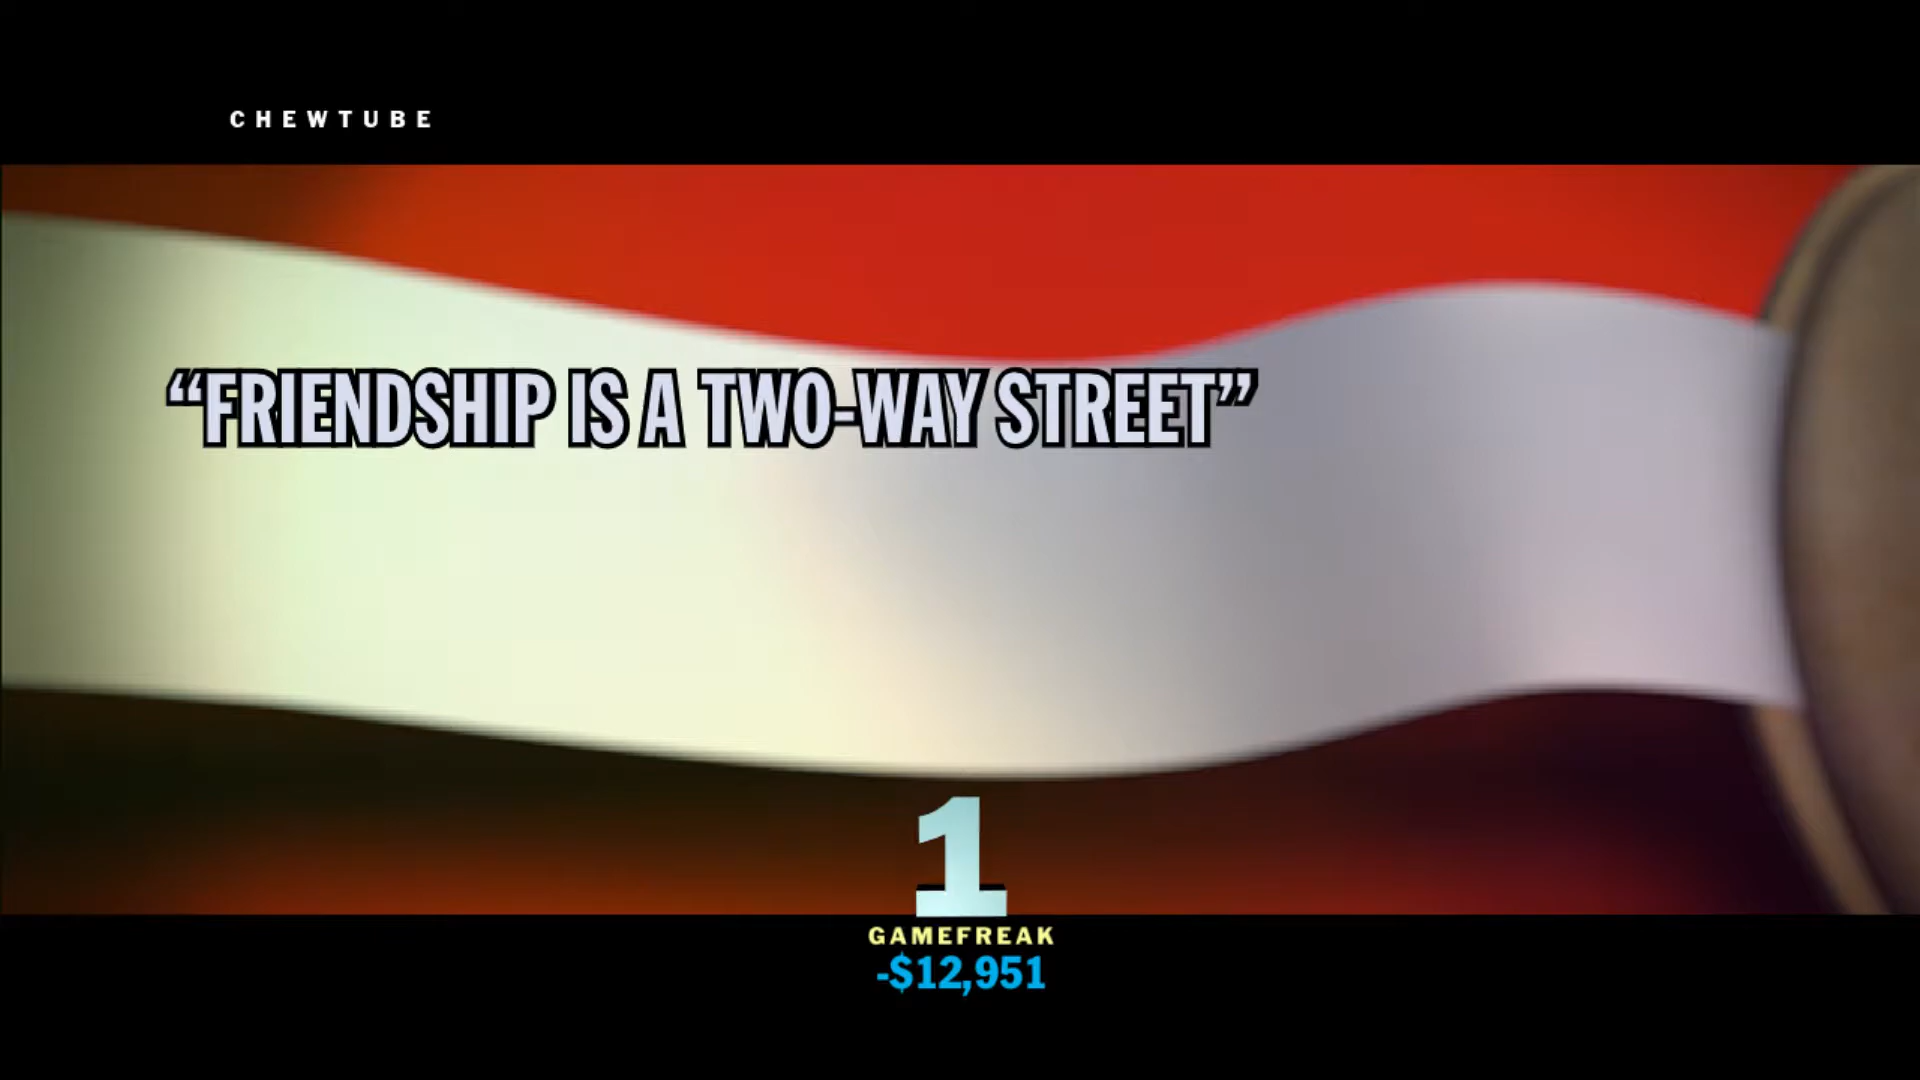 CHEWTUBE
“FRIENDSHIP IS A TWO-WAY STREET”
1
GAMEFREAK
-$12,951